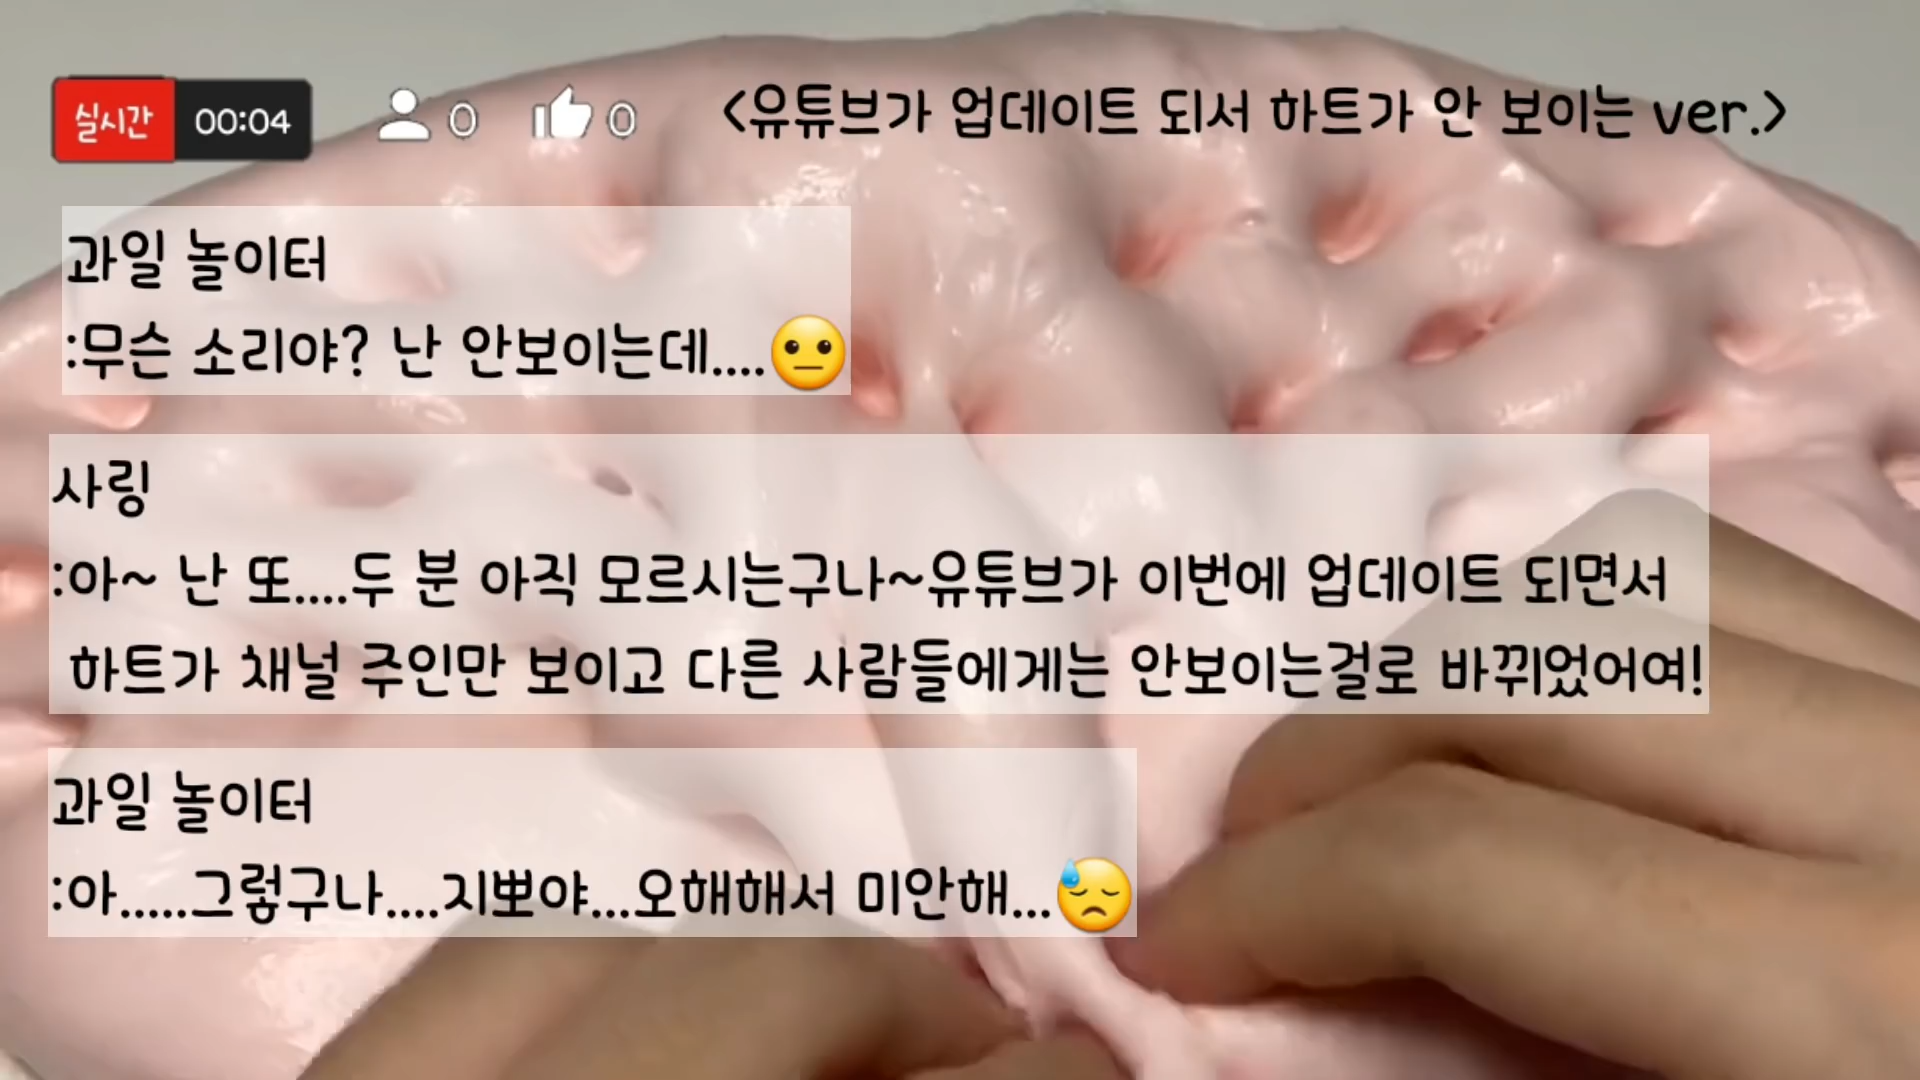 실시간 00:04 0 0 <유튜브가 업데이트 되서 하트가 안 보이는 ver.>
과일 놀이터
:무슨 소리야? 난 안보이는데....😐
사링
:아~ 난 또....두 분 아직 모르시는구나~유튜브가 이번에 업데이트 되면서
하트가 채널 주인만 보이고 다른 사람들에게는 안보이는걸로 바뀌었어여!
과일 놀이터
:아.....그렇구나....지뽀야...오해해서 미안해...😓